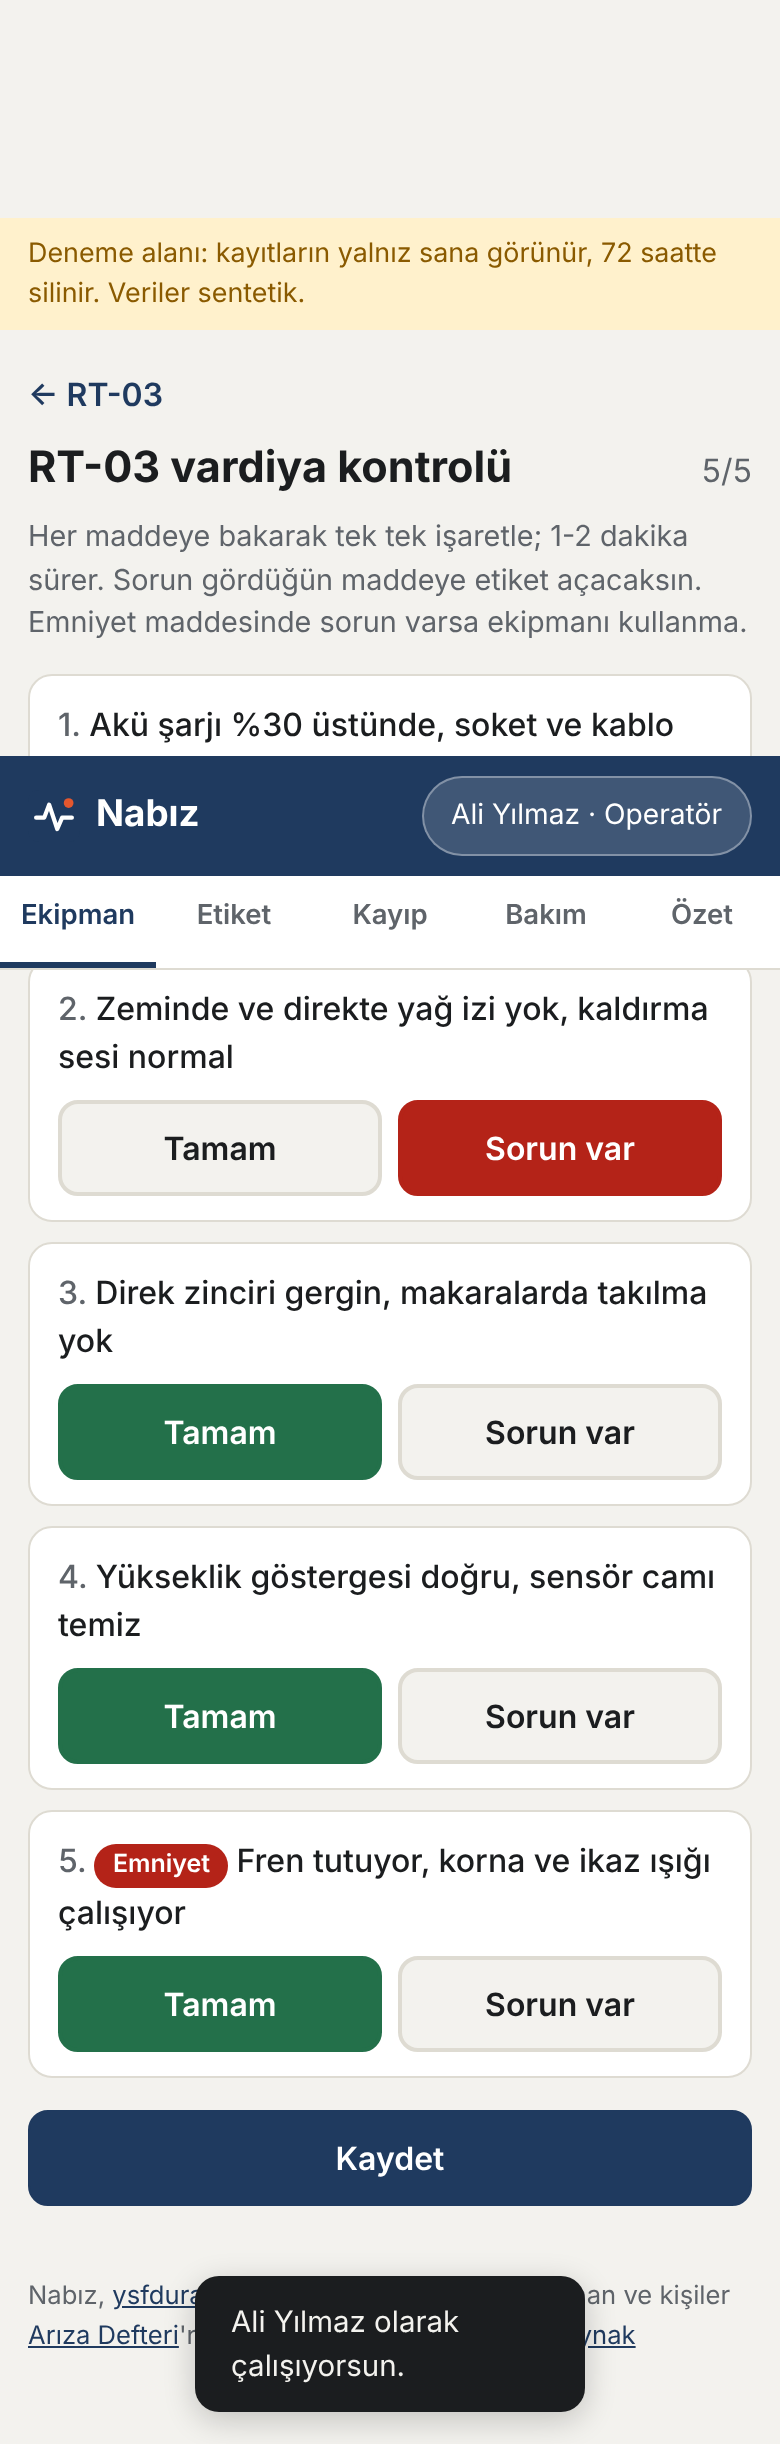 Deneme alanı: kayıtların yalnız sana görünür, 72 saatte
silinir. Veriler sentetik.
← RT-03
RT-03 vardiya kontrolü
5/5
Her maddeye bakarak tek tek işaretle; 1-2 dakika
sürer. Sorun gördüğün maddeye etiket açacaksın.
Emniyet maddesinde sorun varsa ekipmanı kullanma.
1. Akü şarjı %30 üstünde, soket ve kablo
Nabız
Ali Yılmaz · Operatör
Ekipman Etiket Kayıp Bakım Özet
2. Zeminde ve direkte yağ izi yok, kaldırma
sesi normal
Tamam Sorun var
3. Direk zinciri gergin, makaralarda takılma
yok
Tamam Sorun var
4. Yükseklik göstergesi doğru, sensör camı
temiz
Tamam Sorun var
5. Emniyet Fren tutuyor, korna ve ikaz ışığı
çalışıyor
Tamam Sorun var
Kaydet
Nabız, ve kişiler
Arıza Defteri
Ali Yılmaz olarak
çalışıyorsun.